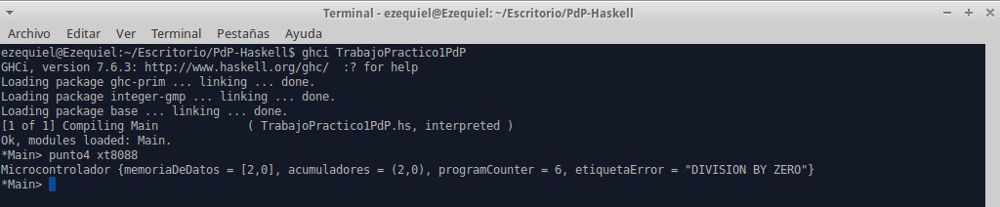 Terminal - ezequiel@Ezequiel: ~/Escritorio/PdP-Haskell
Archivo Editar Ver Terminal Pestañas Ayuda
ezequiel@Ezequiel:~/Escritorio/PdP-Haskell$ ghci TrabajoPractico1PdP
GHCi, version 7.6.3: http://www.haskell.org/ghc/  :? for help
Loading package ghc-prim ... linking ... done.
Loading package integer-gmp ... linking ... done.
Loading package base ... linking ... done.
[1 of 1] Compiling Main             ( TrabajoPractico1PdP.hs, interpreted )
Ok, modules loaded: Main.
*Main> punto4 xt8088
Microcontrolador {memoriaDeDatos = [2,0], acumuladores = (2,0), programCounter = 6, etiquetaError = "DIVISION BY ZERO"}
*Main>